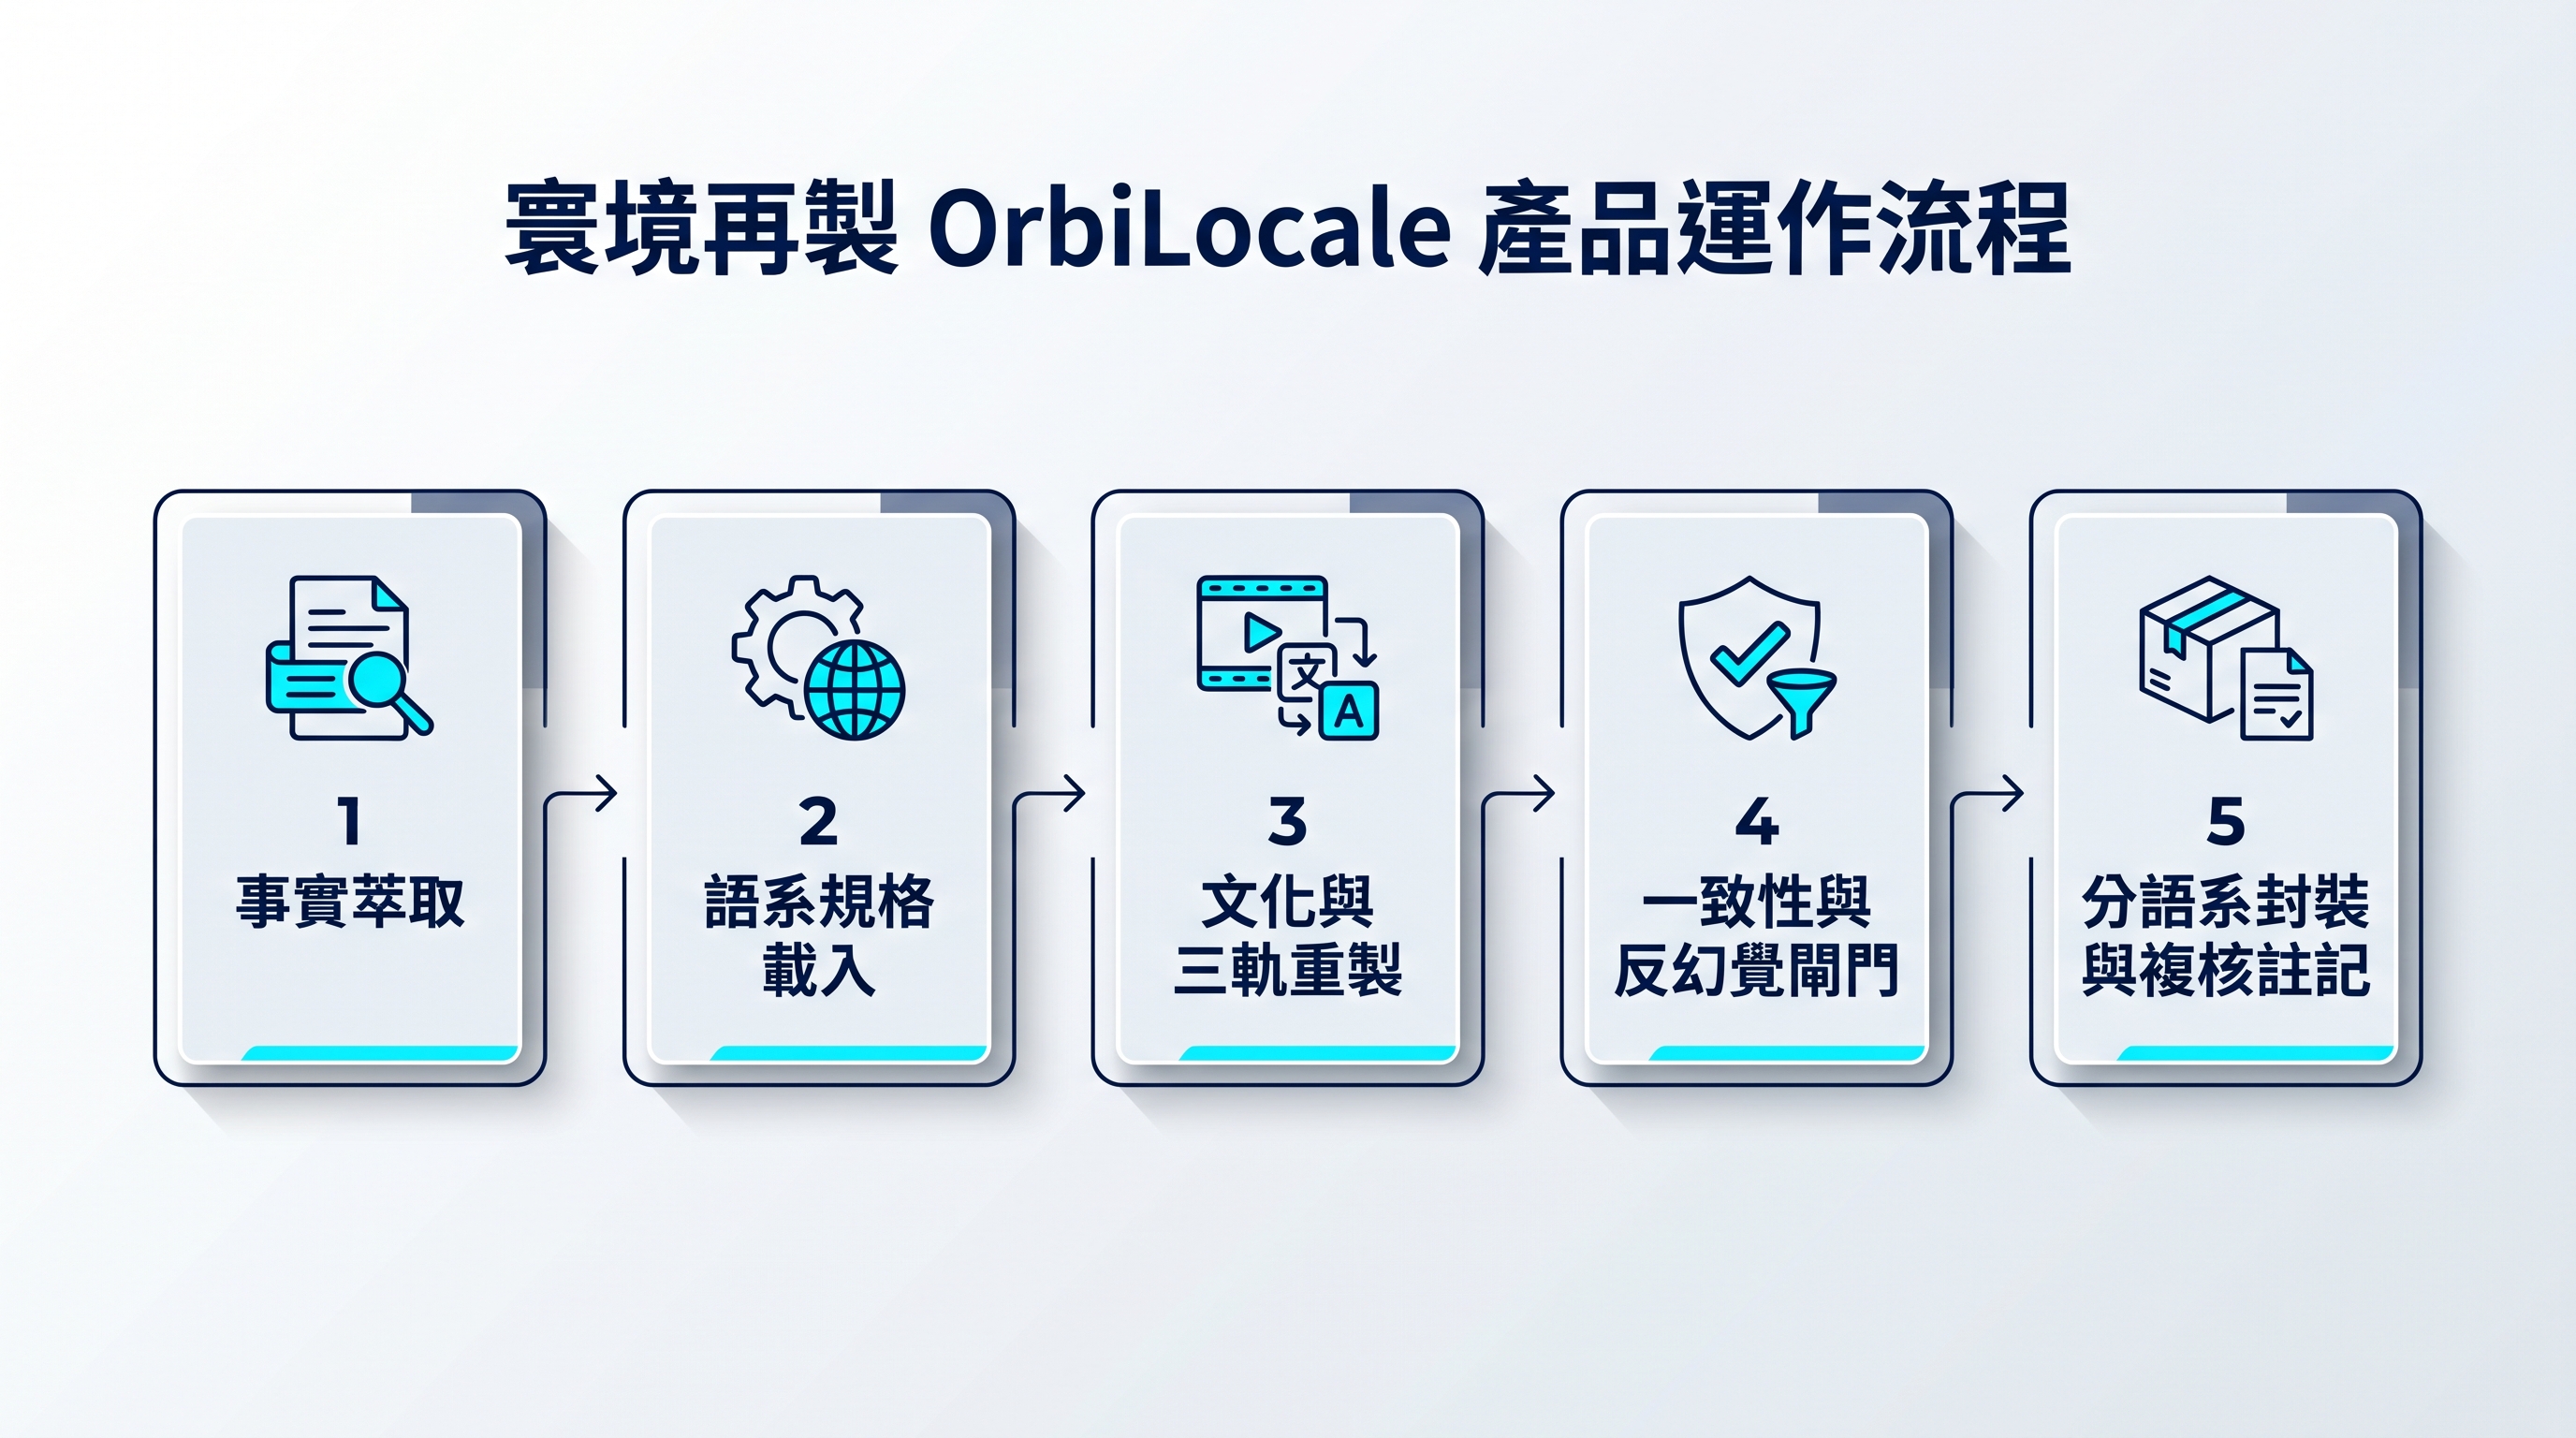 寰境再製 OrbiLocale 產品運作流程
1
事實萃取
2
語系規格
載入
文
A
3
文化與
三軌重製
4
一致性與
反幻覺閘門
5
分語系封裝
與複核註記